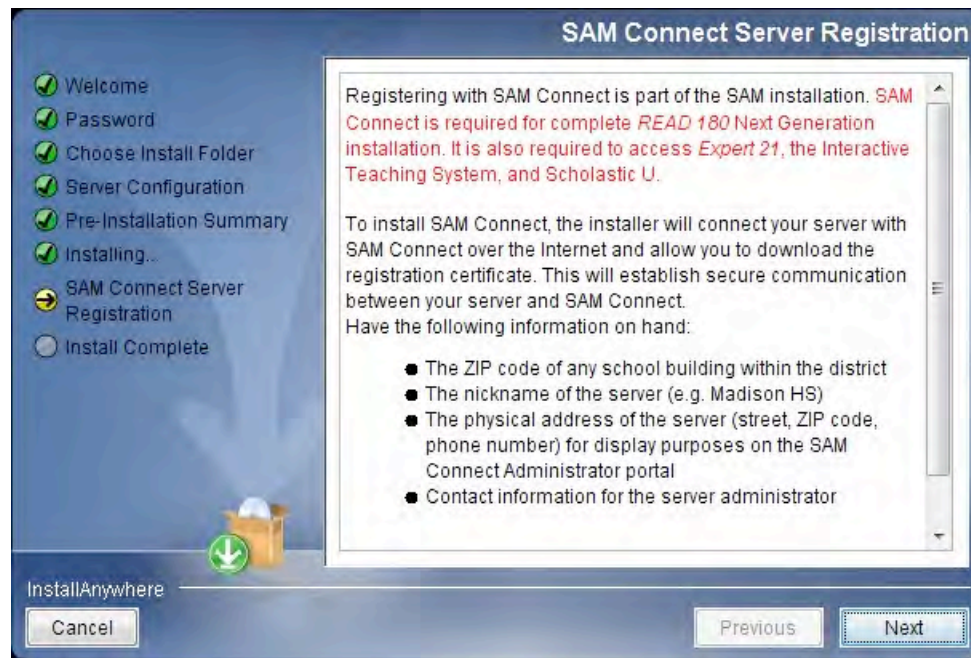 SAM Connect Server Registration
Welcome
Password
Choose Install Folder
Server Configuration
Pre-Installation Summary
Installing...
SAM Connect Server
Registration
Install Complete
Registering with SAM Connect is part of the SAM installation. SAM
Connect is required for complete READ 180 Next Generation
installation. It is also required to access Expert 21, the Interactive
Teaching System, and Scholastic U.
To install SAM Connect, the installer will connect your server with
SAM Connect over the Internet and allow you to download the
registration certificate. This will establish secure communication
between your server and SAM Connect.
Have the following information on hand:
The ZIP code of any school building within the district
The nickname of the server (e.g. Madison HS)
The physical address of the server (street, ZIP code,
phone number) for display purposes on the SAM
Connect Administrator portal
Contact information for the server administrator
InstallAnywhere
Cancel
Previous
Next